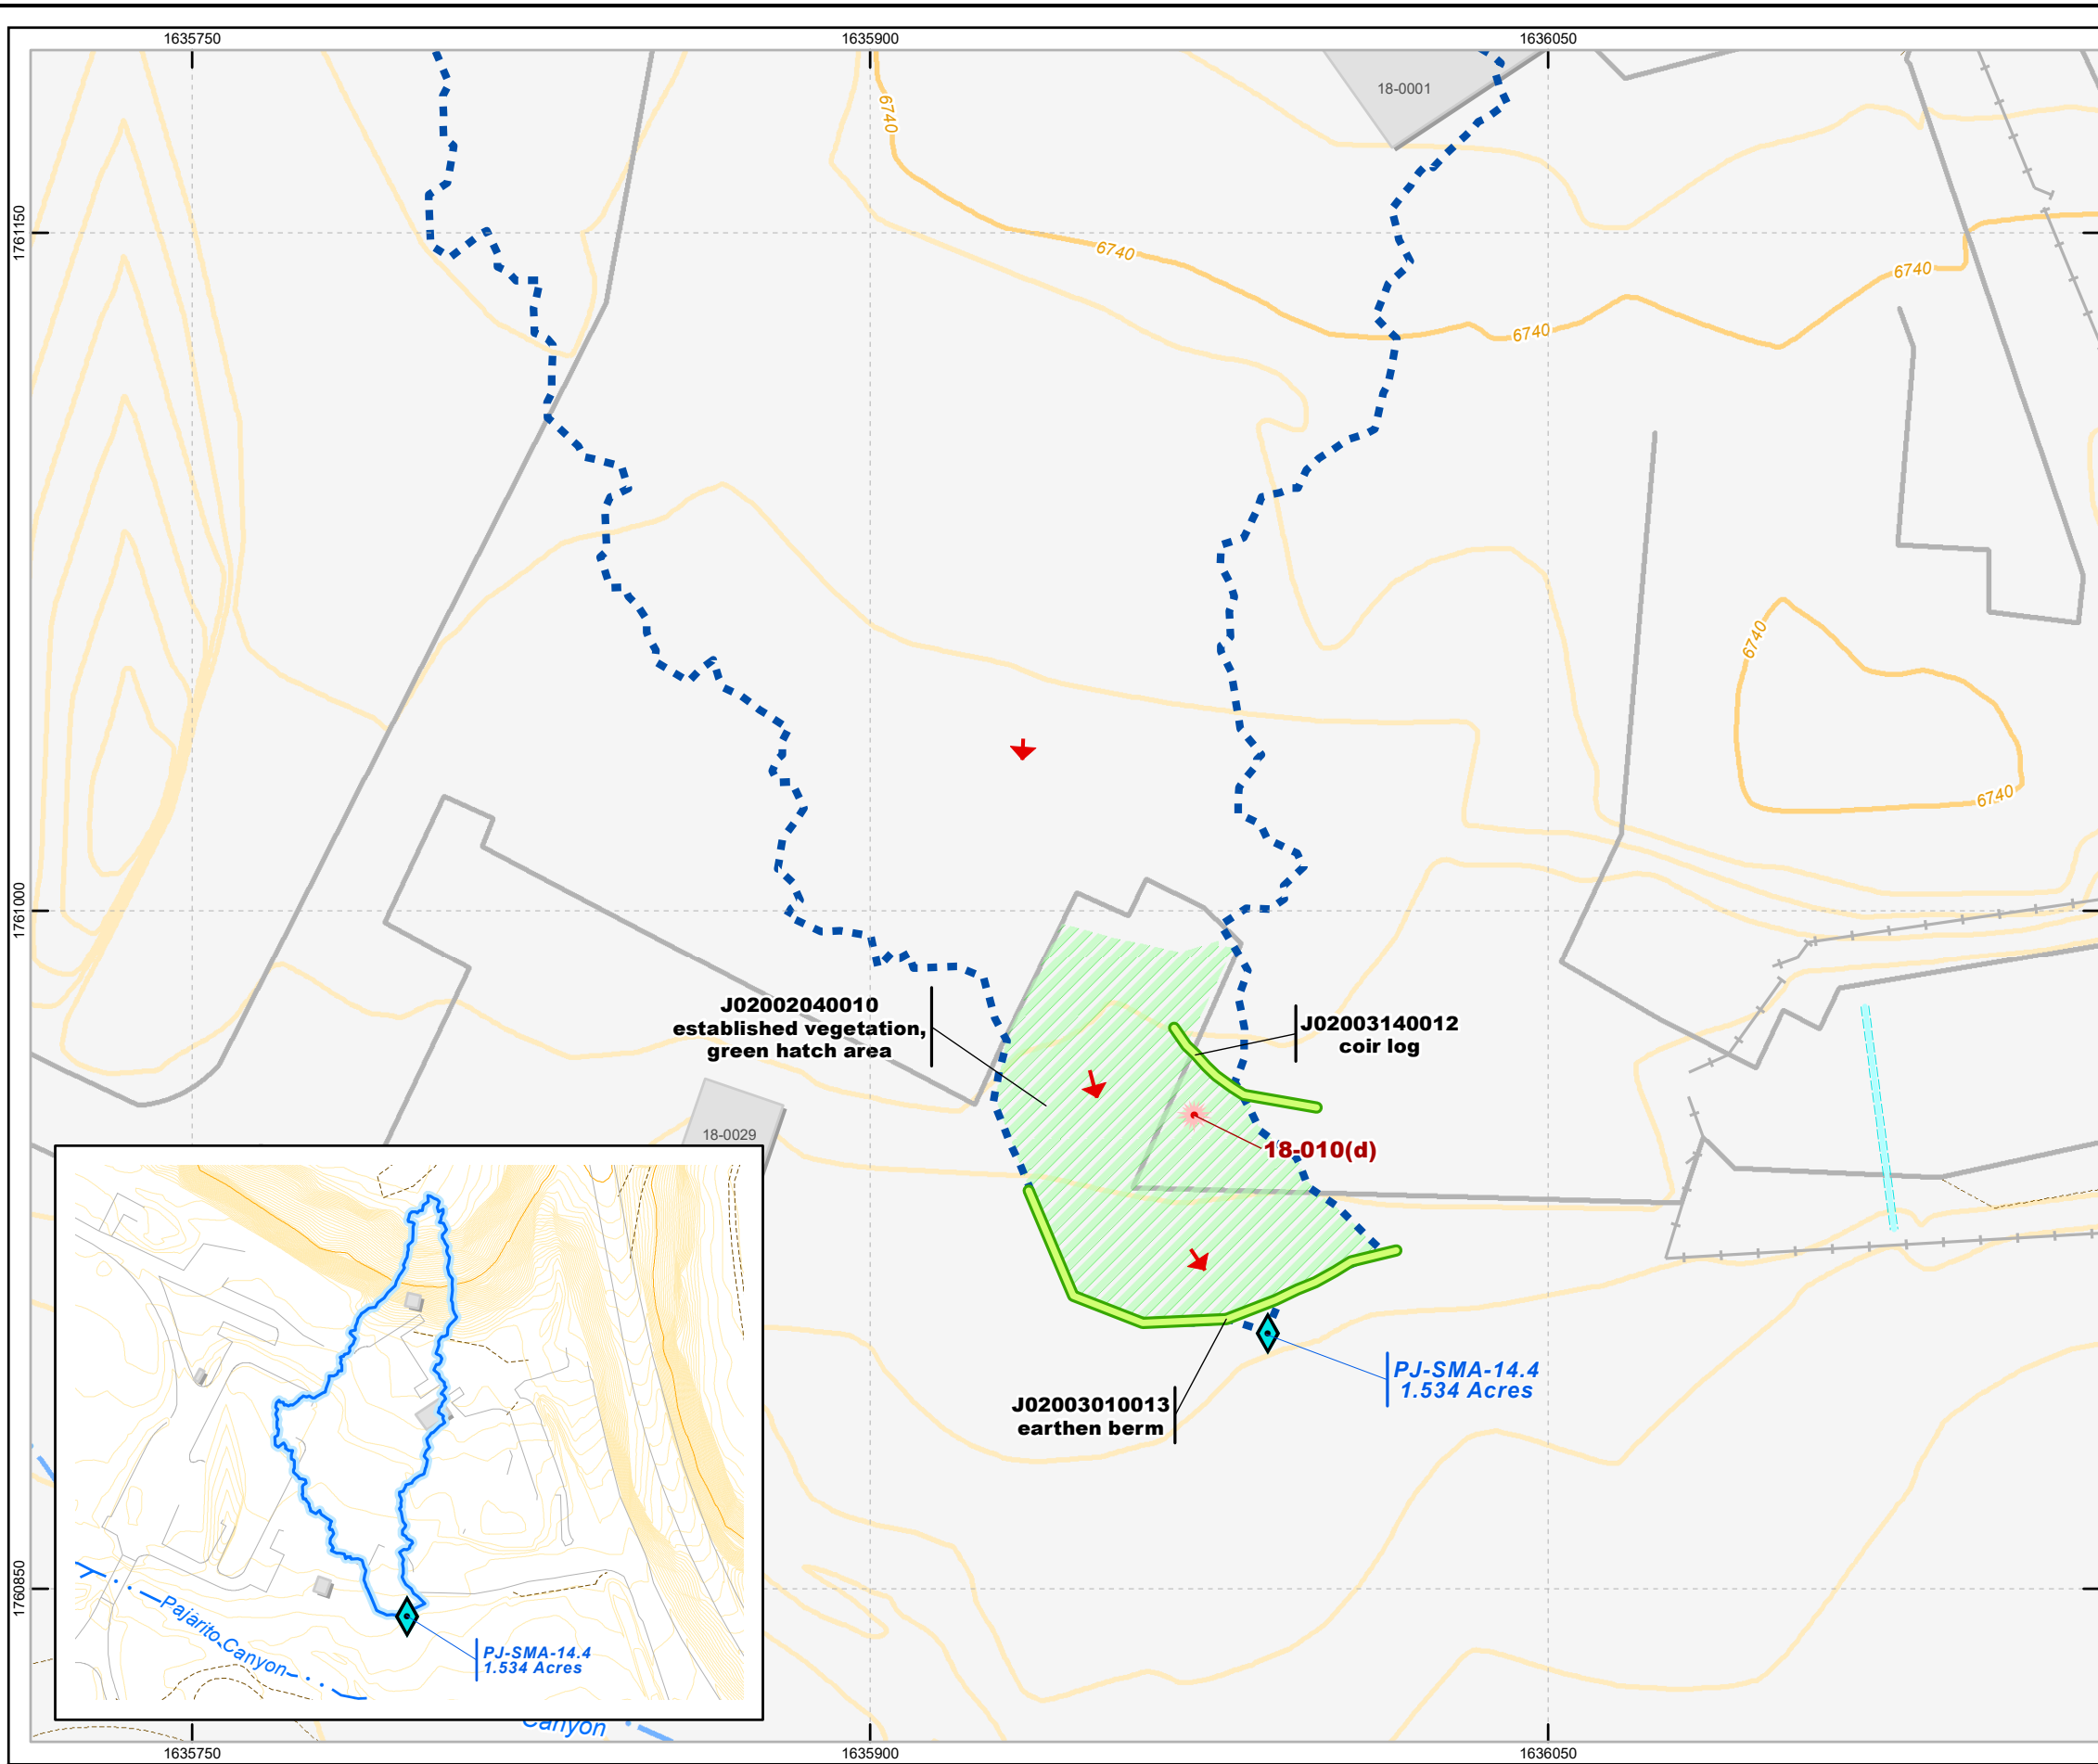 1635750
1635900
1636050
18-0001
6740
1761150
6740
6740
6740
6740
6740
1761000
J02002040010
established vegetation,
green hatch area
J02003140012
coir log
18-0029
18-010(d)
PJ-SMA-14.4
1.534 Acres
J02003010013
earthen berm
1760850
Pajarito Canyon
PJ-SMA-14.4
1.534 Acres
Canyon
1635750
1635900
1636050